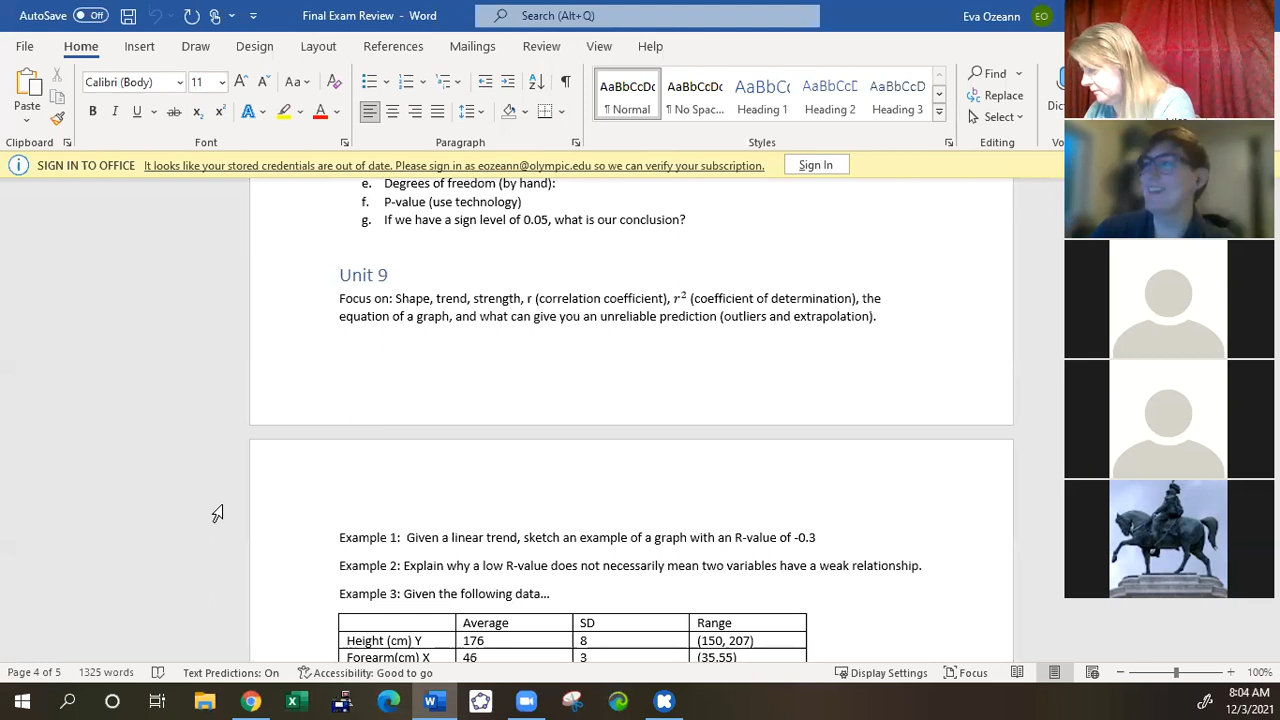 AutoSave Off Final Exam Review - Word Search (Alt+Q) Eva Ozeann EO
File Home Insert Draw Design Layout References Mailings Review View Help
Paste Calibri (Body) 11 A A Aa A AaBbCcDc AaBbCcDc AaBbC AaBbCcD AaBbCcD Find
B I U ab x2 x2 A A Normal No Spac... Heading 1 Heading 2 Heading 3 Replace
Select
Clipboard Font Paragraph Styles Editing
SIGN IN TO OFFICE It looks like your stored credentials are out of date. Please sign in as eozeann@olympic.edu so we can verify your subscription. Sign In
e. Degrees of freedom (by hand):
f. P-value (use technology)
g. If we have a sign level of 0.05, what is our conclusion?
Unit 9
Focus on: Shape, trend, strength, r (correlation coefficient), r² (coefficient of determination), the
equation of a graph, and what can give you an unreliable prediction (outliers and extrapolation).
Example 1: Given a linear trend, sketch an example of a graph with an R-value of -0.3
Example 2: Explain why a low R-value does not necessarily mean two variables have a weak relationship.
Example 3: Given the following data...
Average SD Range
Height (cm) Y 176 8 (150, 207)
Forearm(cm) X 46 3 (35,55)
Page 4 of 5 1325 words Text Predictions: On Accessibility: Good to go Display Settings Focus 100%
8:04 AM
12/3/2021